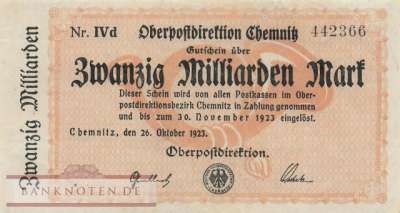 Nr. IVd Oberpostdirektion Chemnitz 442366
Gutschein über
Zwanzig Milliarden Mark
Dieser Schein wird von allen Postkassen im Ober-
postdirektionsbezirk Chemnitz in Zahlung genommen
und bis zum 30. November 1923 eingelöst.
Chemnitz, den 26. Oktober 1923.
Oberpostdirektion.
Zwanzig Milliarden
BANKNOTEN.DE